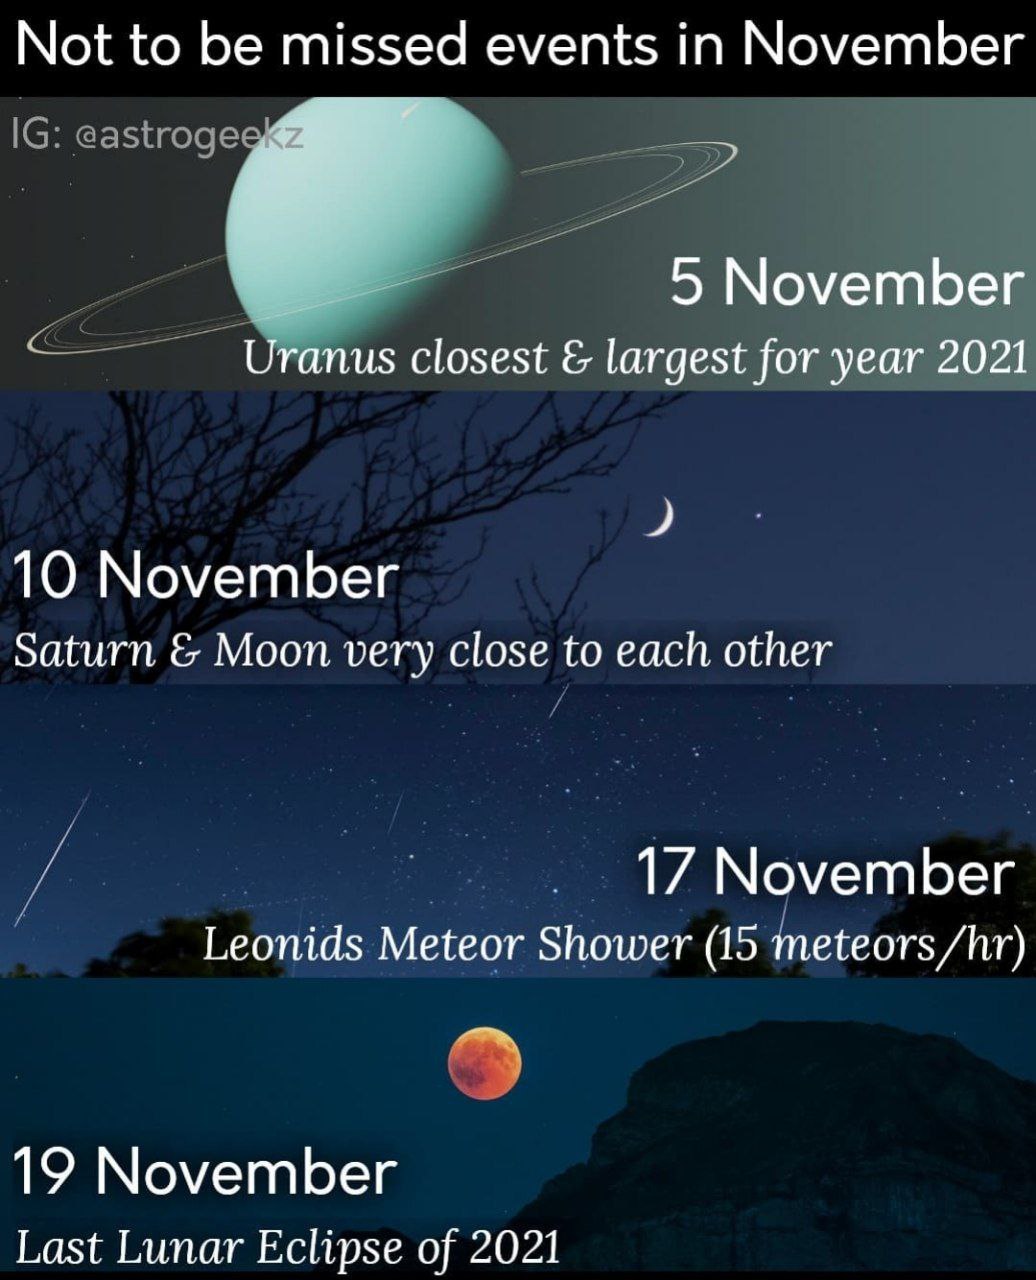 Not to be missed events in November
IG: @astrogeekz
5 November
Uranus closest & largest for year 2021
10 November
Saturn & Moon very close to each other
17 November
Leonids Meteor Shower (15 meteors/hr)
19 November
Last Lunar Eclipse of 2021